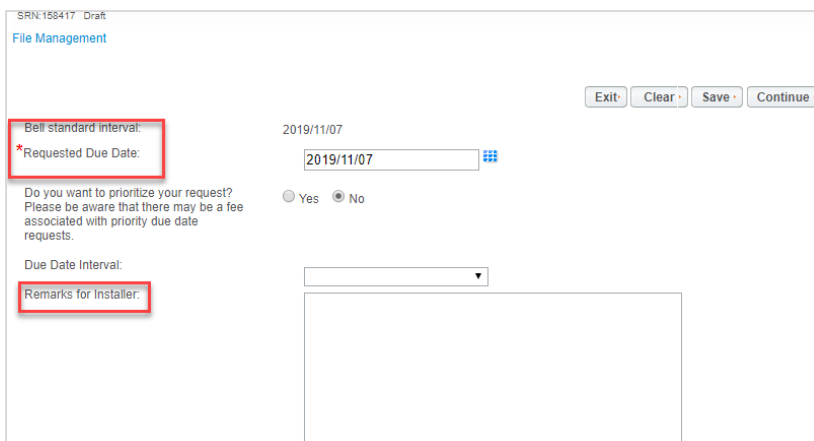 SRN:158417 Draft
File Management
Exit Clear Save Continue
Bell standard interval: 2019/11/07
*Requested Due Date: 2019/11/07
Do you want to prioritize your request? Yes No
Please be aware that there may be a fee
associated with priority due date
requests.
Due Date Interval:
Remarks for Installer: